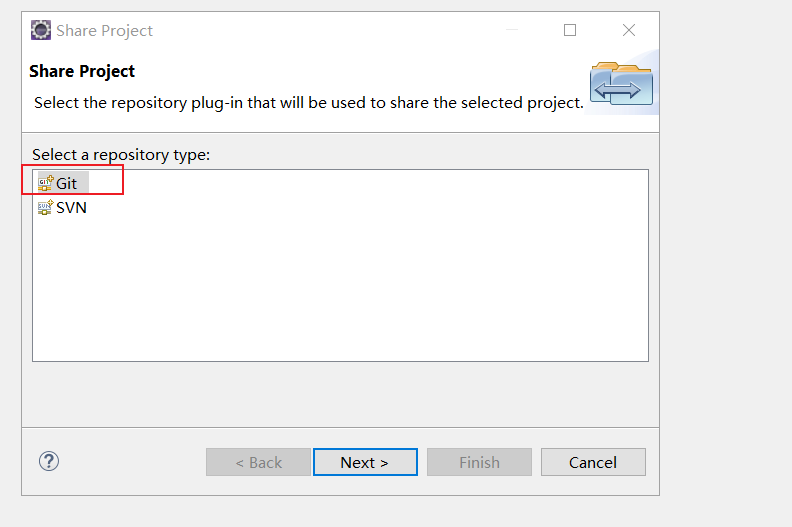 Share Project
Share Project
Select the repository plug-in that will be used to share the selected project.
Select a repository type:
Git
SVN
< Back
Next >
Finish
Cancel